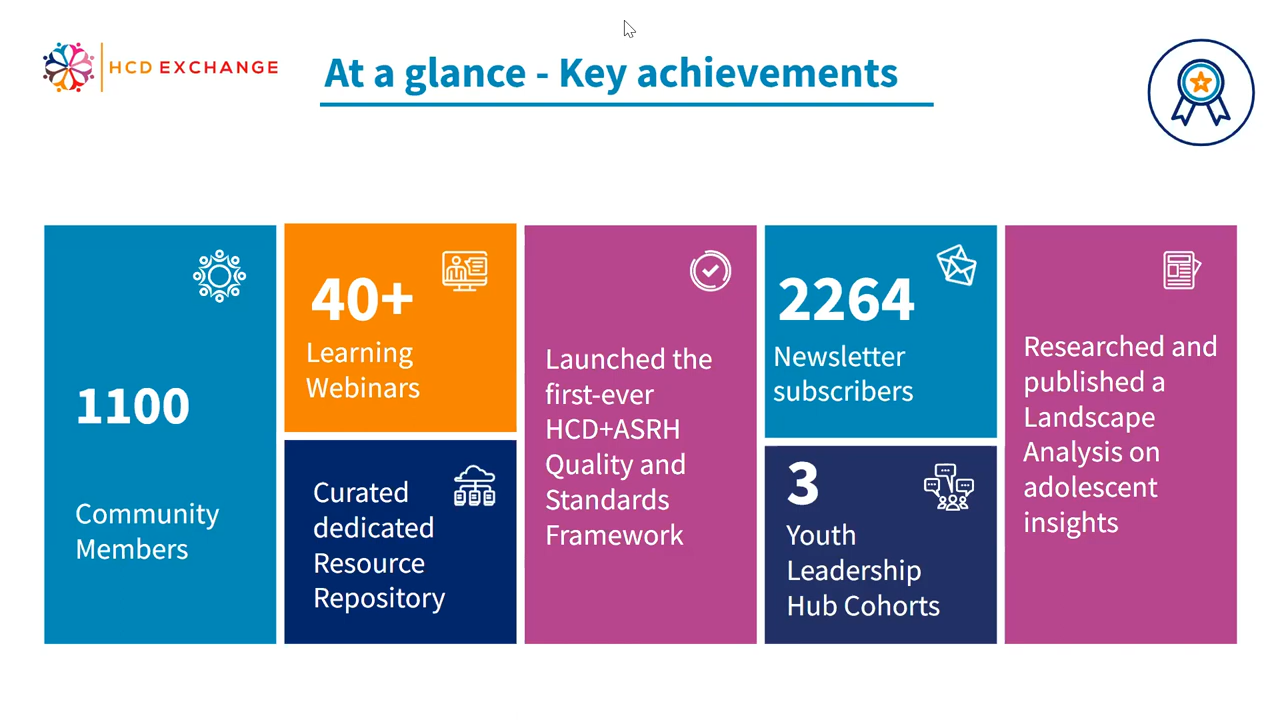 HCD EXCHANGE
At a glance - Key achievements
1100
Community
Members
40+
Learning
Webinars
Curated
dedicated
Resource
Repository
Launched the
first-ever
HCD+ASRH
Quality and
Standards
Framework
2264
Newsletter
subscribers
3
Youth
Leadership
Hub Cohorts
Researched and
published a
Landscape
Analysis on
adolescent
insights